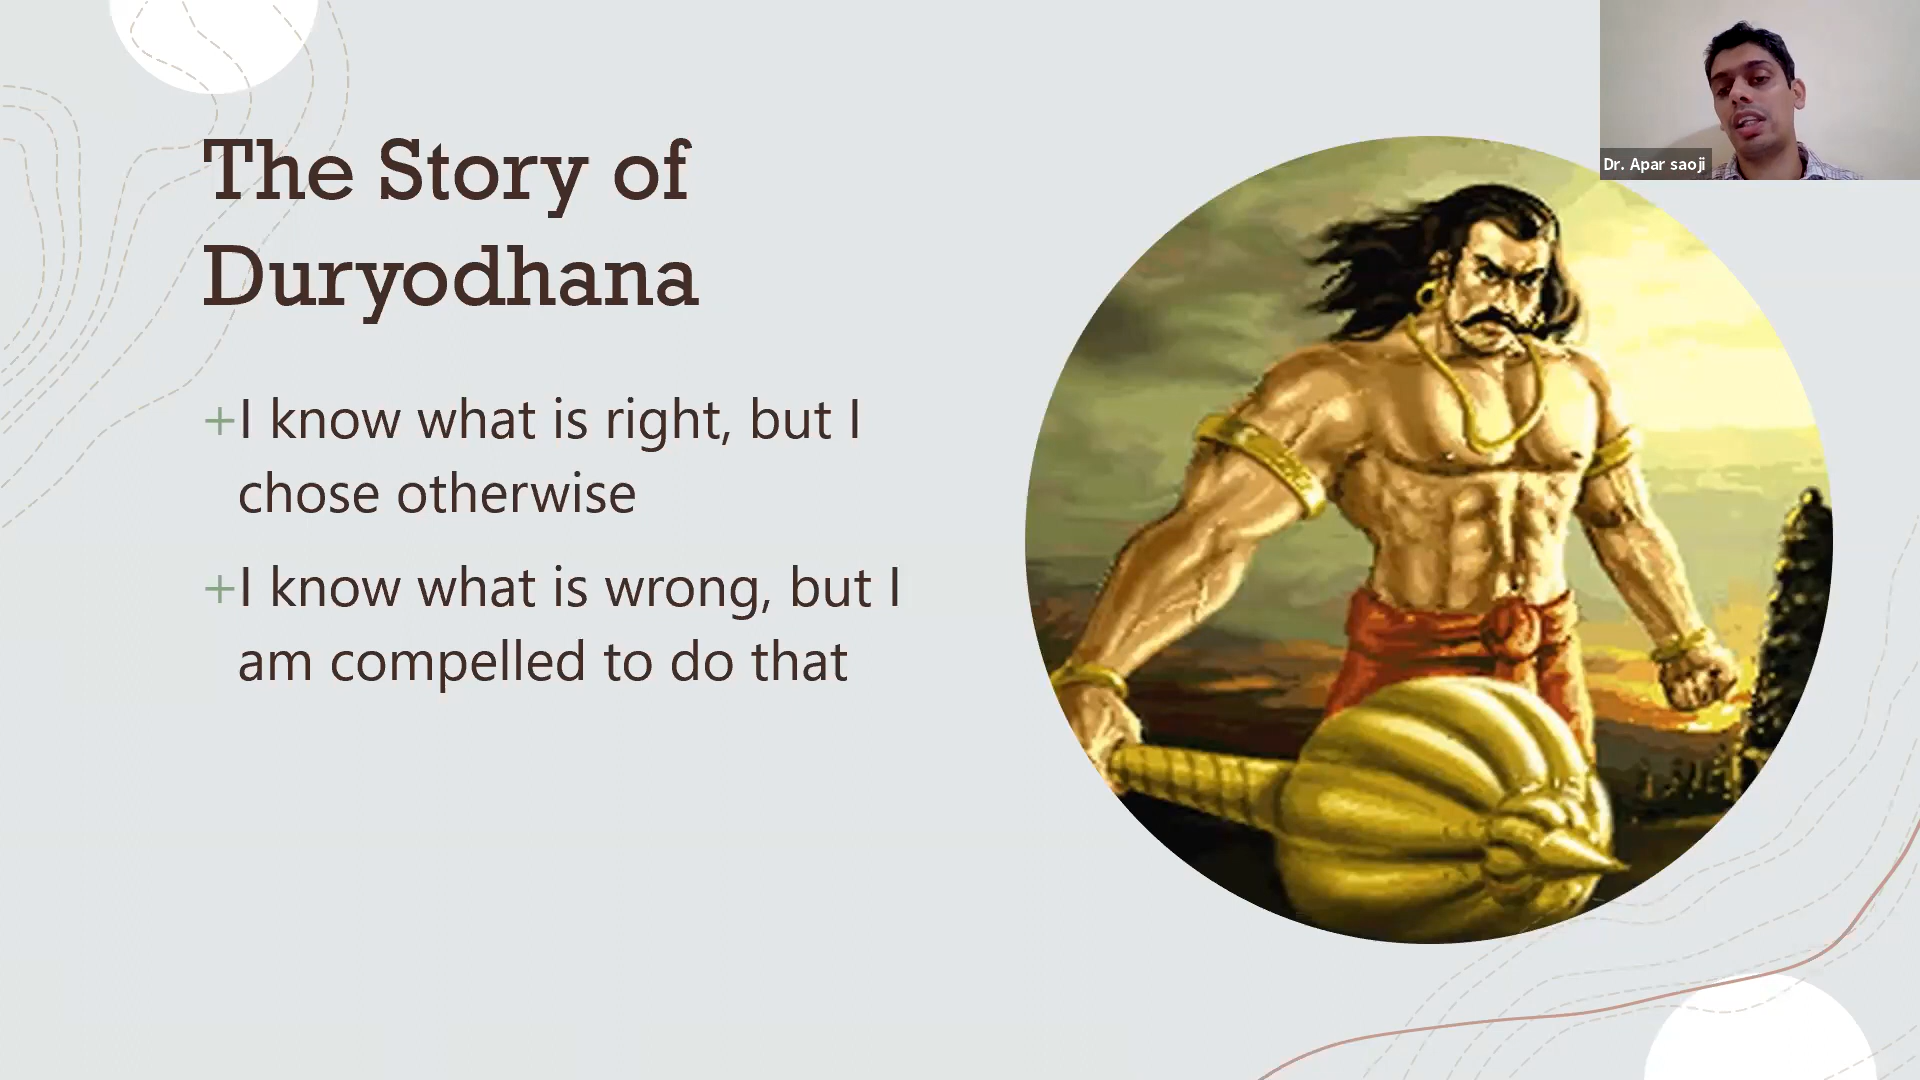 The Story of
Duryodhana
+I know what is right, but I
chose otherwise
+I know what is wrong, but I
am compelled to do that
Dr. Apar saoji